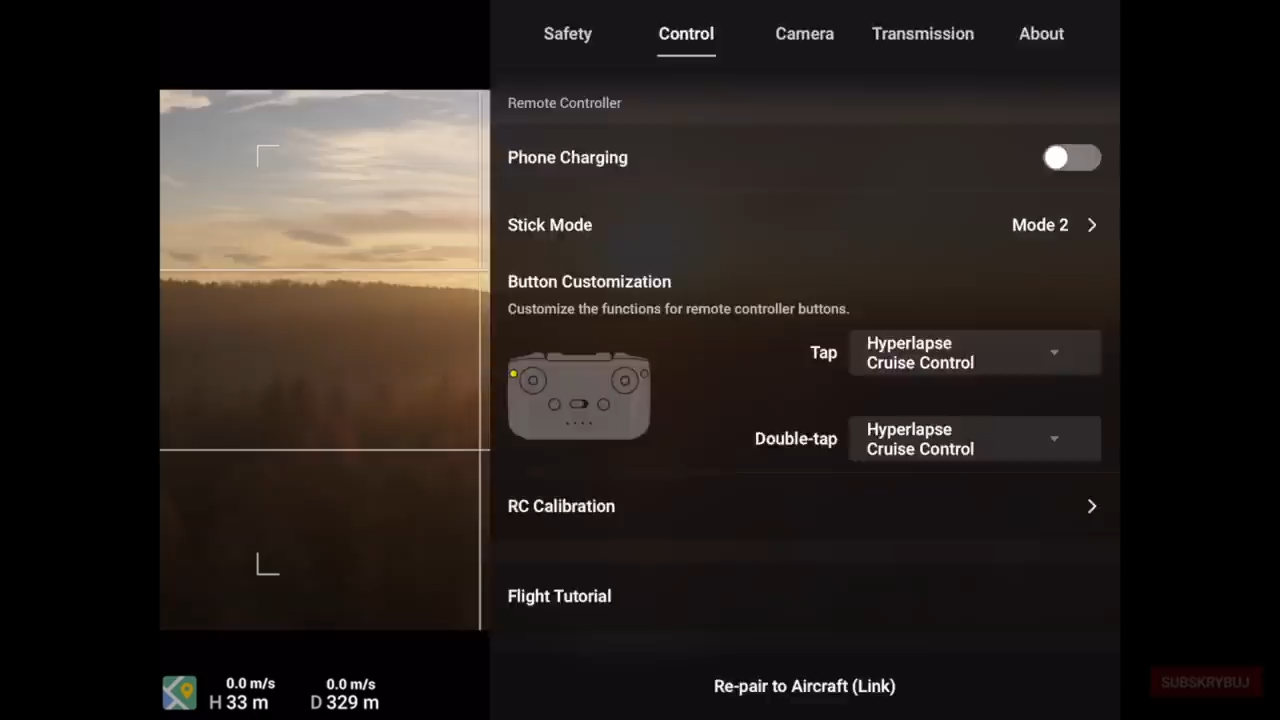 Safety Control Camera Transmission About
Remote Controller
Phone Charging
Stick Mode Mode 2
Button Customization
Customize the functions for remote controller buttons.
Tap Hyperlapse
Cruise Control
Double-tap Hyperlapse
Cruise Control
RC Calibration
Flight Tutorial
Re-pair to Aircraft (Link)
0.0 m/s 0.0 m/s
H 33 m D 329 m
SUBSKRYBUJ